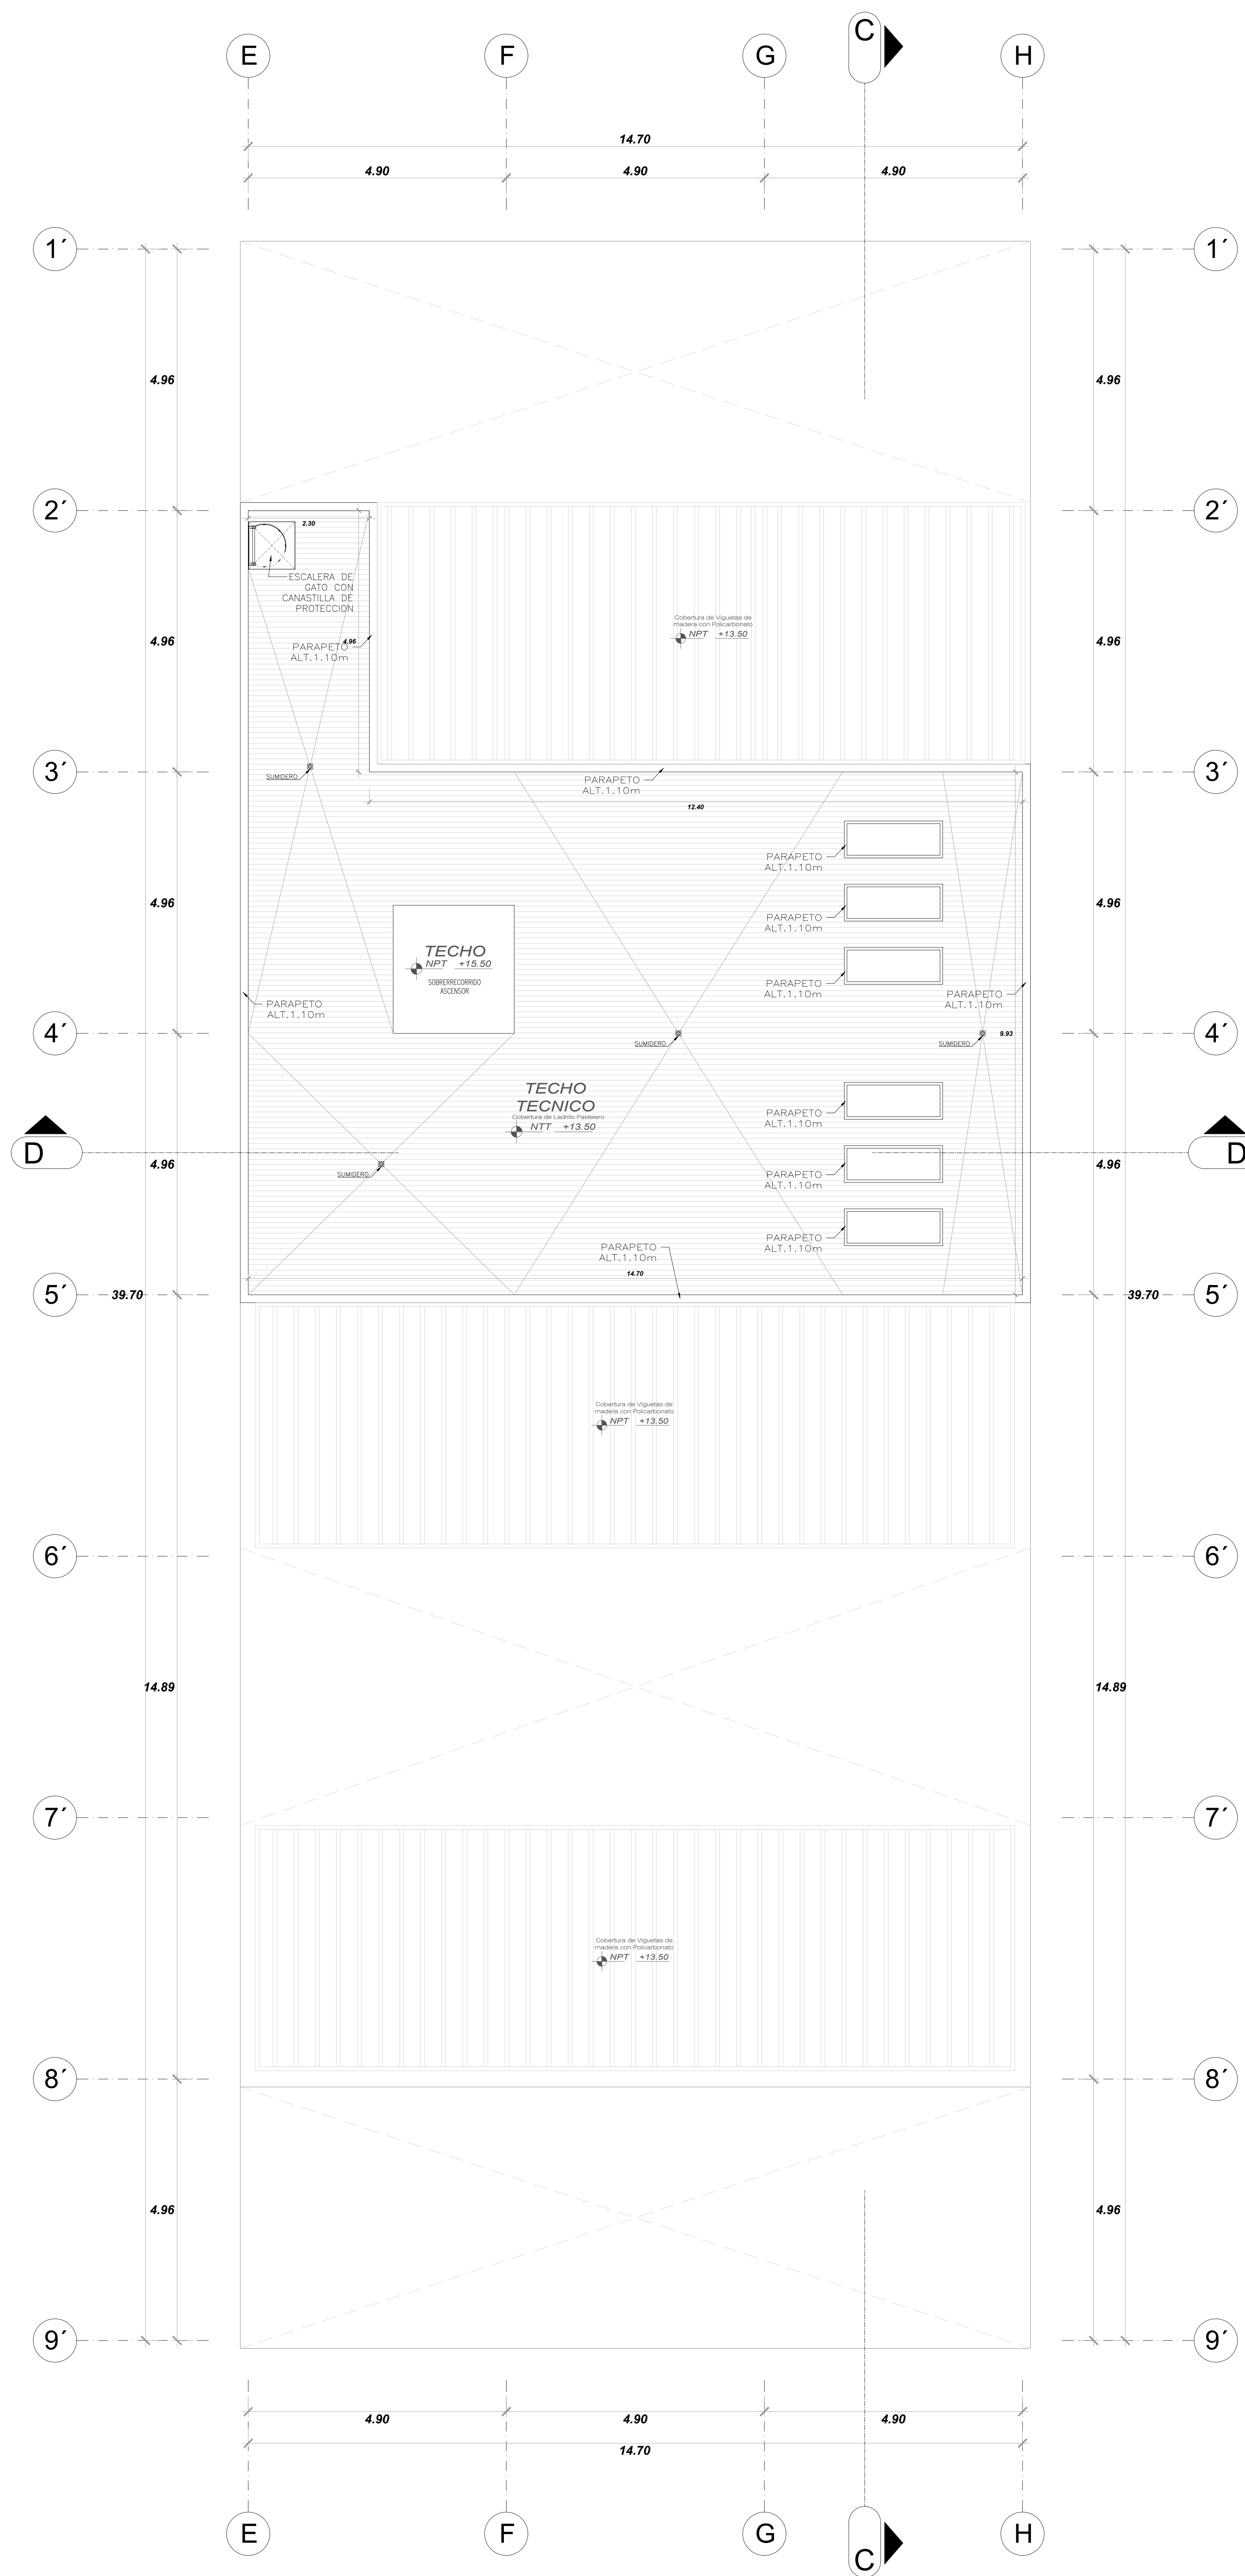 C
E F G H
14.70
4.90 4.90 4.90
1´ 1´
4.96 4.96
2´ 2´
2.30
ESCALERA DE
GATO CON
CANASTILLA DE
PROTECCION
Cobertura de Viguetas de
madera con Policarbonato
NPT +13.50
4.96 4.96
4.96
PARAPETO
ALT.1.10m
3´ 3´
SUMIDERO
PARAPETO
ALT.1.10m
12.40
PARAPETO
ALT.1.10m
4.96 4.96
PARAPETO
ALT.1.10m
TECHO
NPT +15.50
SOBRERRECORRIDO
ASCENSOR
PARAPETO
ALT.1.10m
PARAPETO
ALT.1.10m
PARAPETO
ALT.1.10m
4´ 4´
9.93
SUMIDERO SUMIDERO
TECHO
TECNICO
Cobertura de Ladrillo Pastelero
NTT +13.50
PARAPETO
ALT.1.10m
D D
4.96 4.96
SUMIDERO
PARAPETO
ALT.1.10m
PARAPETO
ALT.1.10m
PARAPETO
ALT.1.10m
14.70
5´ 39.70 39.70 5´
Cobertura de Viguetas de
madera con Policarbonato
NPT +13.50
6´ 6´
14.89 14.89
7´ 7´
Cobertura de Viguetas de
madera con Policarbonato
NPT +13.50
8´ 8´
4.96 4.96
9´ 9´
4.90 4.90 4.90
14.70
E F G H
C